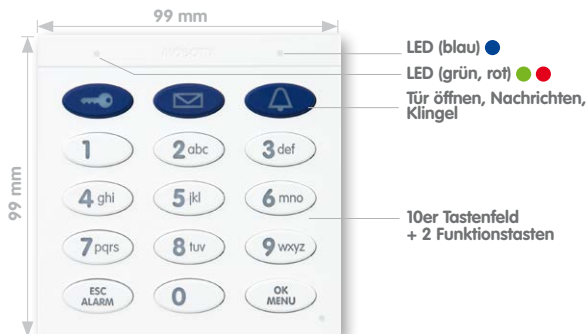 99 mm
MOBOTIX
LED (blau)
LED (grün, rot)
Tür öffnen, Nachrichten,
Klingel
99 mm
1
2 abc
3 def
4 ghi
5 jkl
6 mno
7 pqrs
8 tuv
9 wxyz
10er Tastenfeld
+ 2 Funktionstasten
ESC
ALARM
0
OK
MENU